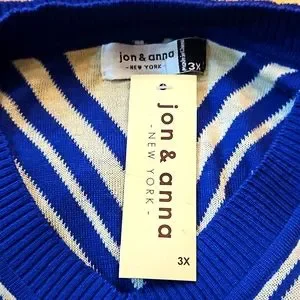 jon & anna
- NEW YORK -
3X
jon & anna
- NEW YORK -
3X